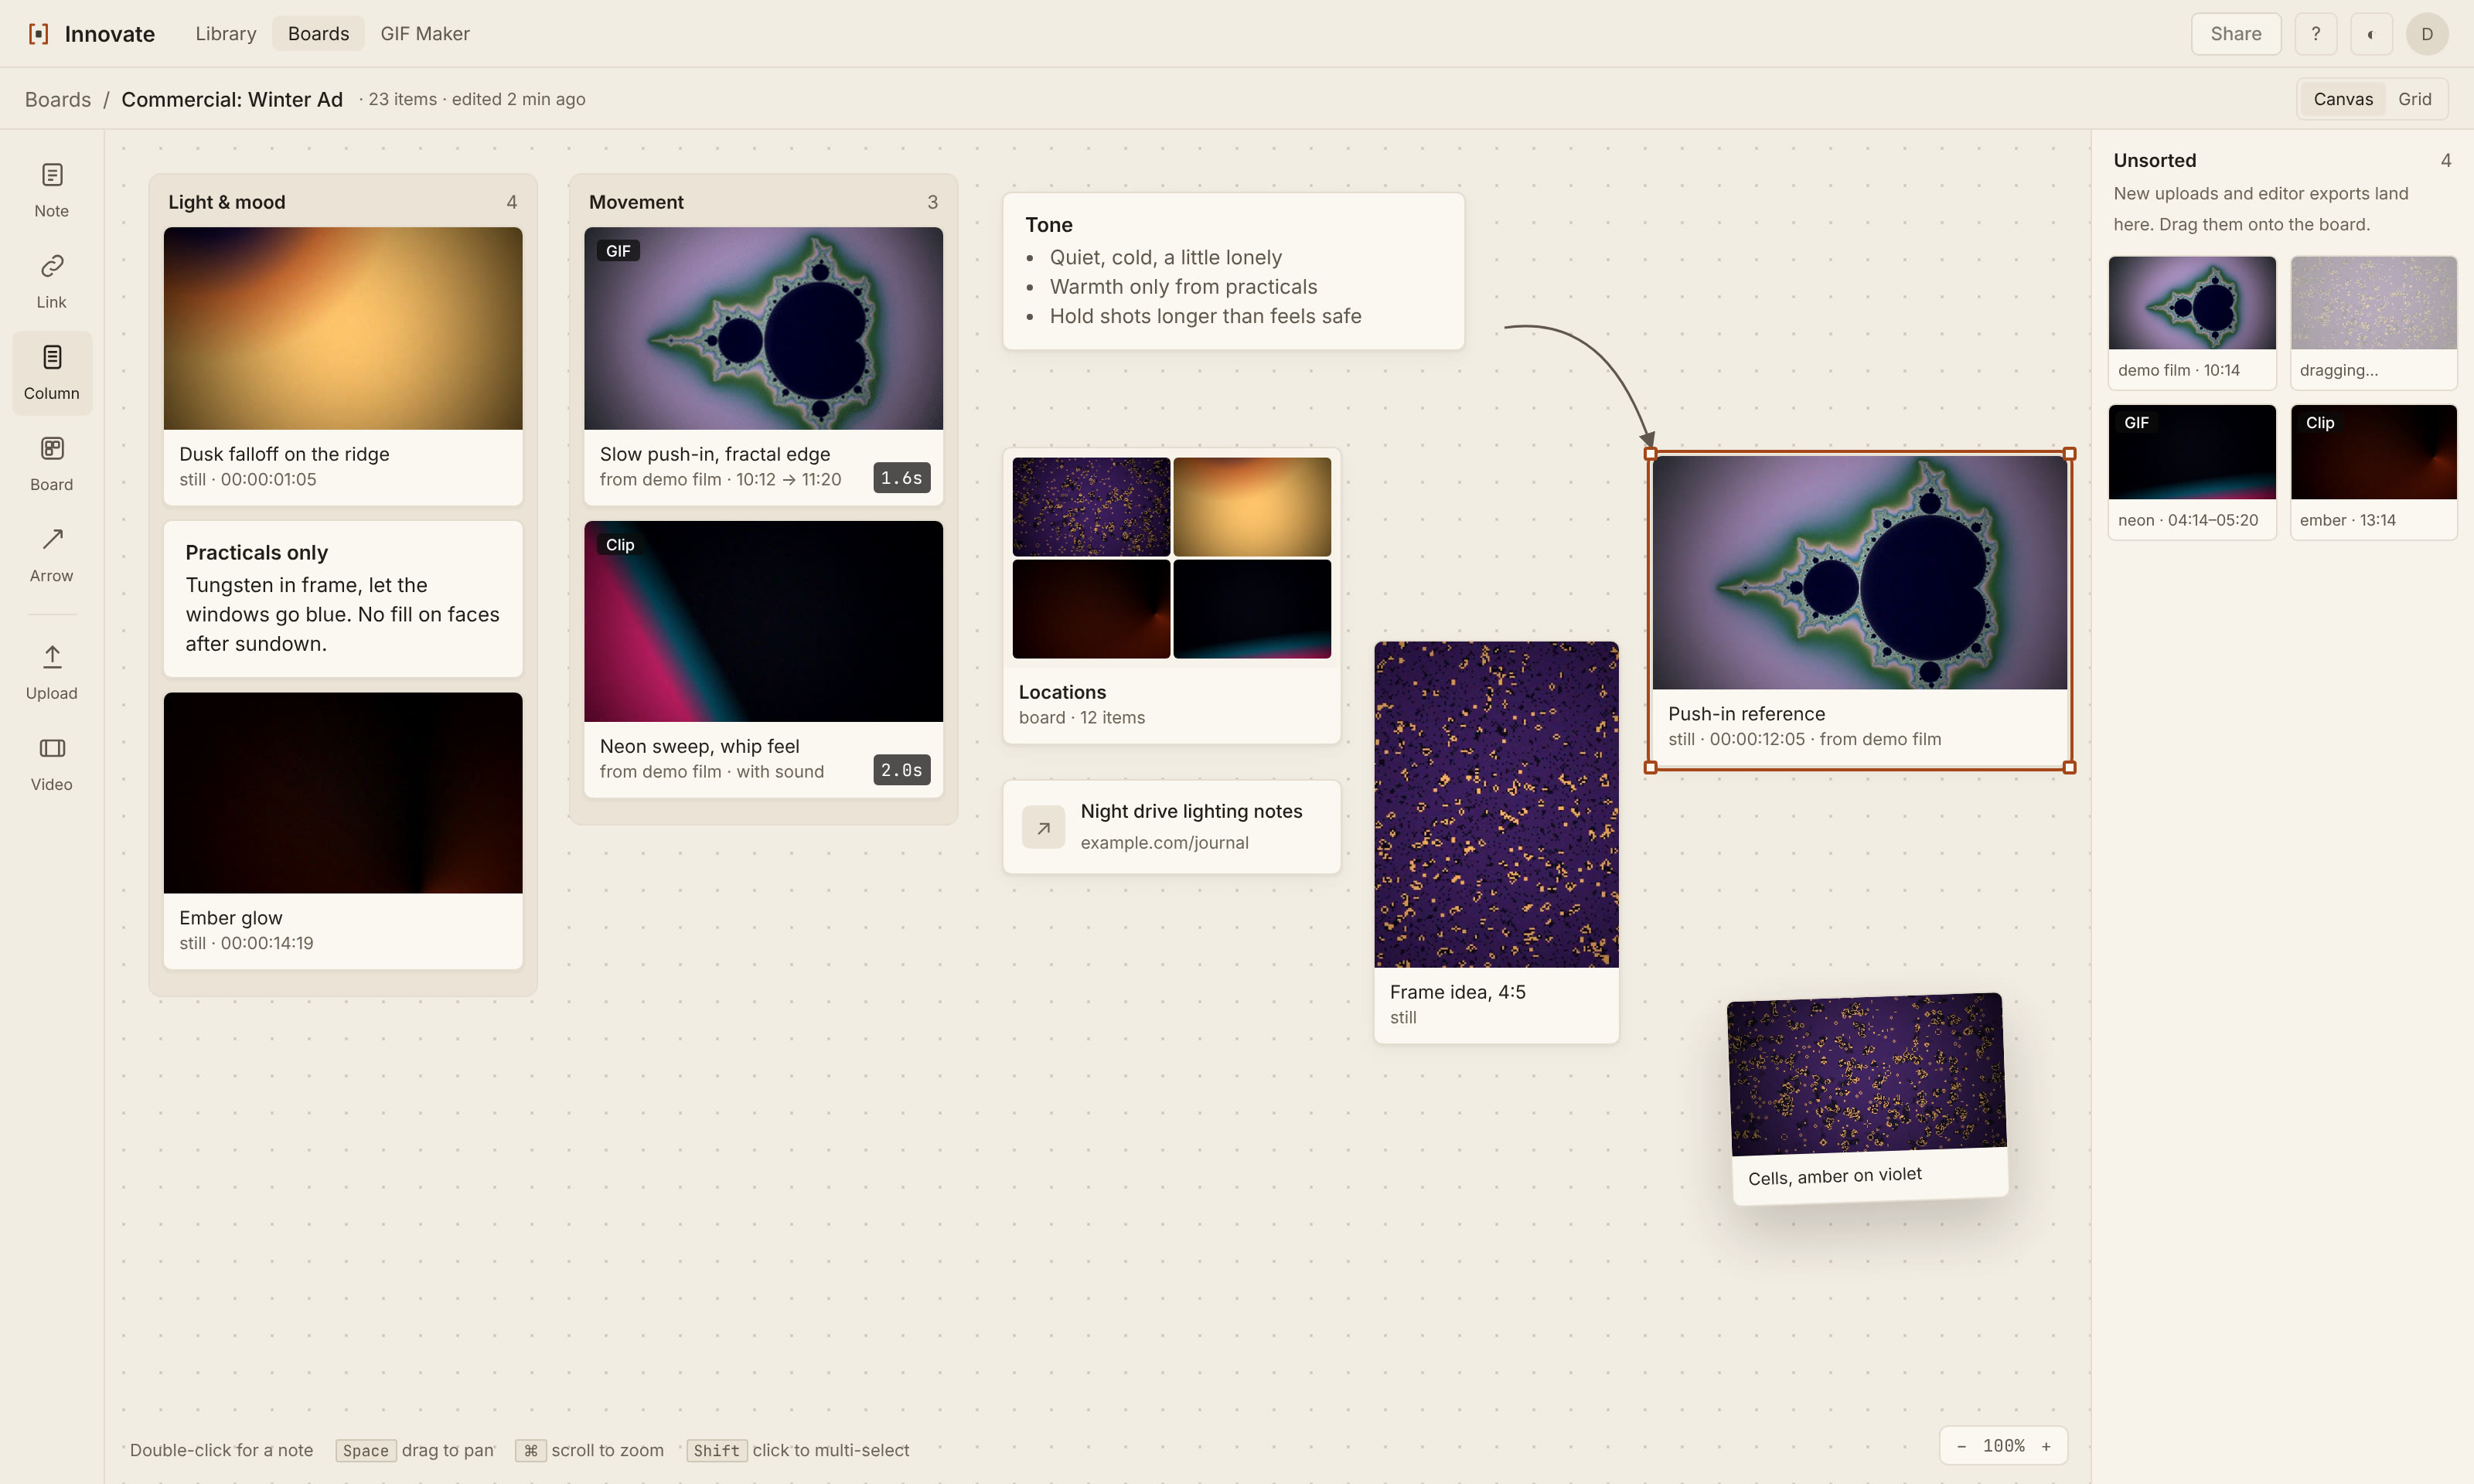 Innovate
Library
Boards
GIF Maker
Share
?
D
Boards / Commercial: Winter Ad · 23 items · edited 2 min ago
Canvas
Grid
Note
Link
Column
Board
Arrow
Upload
Video
Light & mood 4
Dusk falloff on the ridge
still · 00:00:01:05
Practicals only
Tungsten in frame, let the
windows go blue. No fill on faces
after sundown.
Ember glow
still · 00:00:14:19
Movement 3
GIF
Slow push-in, fractal edge
from demo film · 10:12 → 11:20
1.6s
Clip
Neon sweep, whip feel
from demo film · with sound
2.0s
Tone
• Quiet, cold, a little lonely
• Warmth only from practicals
• Hold shots longer than feels safe
Locations
board · 12 items
Night drive lighting notes
example.com/journal
Frame idea, 4:5
still
Push-in reference
still · 00:00:12:05 · from demo film
Cells, amber on violet
Unsorted 4
New uploads and editor exports land
here. Drag them onto the board.
demo film · 10:14
dragging...
GIF
neon · 04:14–05:20
Clip
ember · 13:14
Double-click for a note Space drag to pan ⌘ scroll to zoom Shift click to multi-select
− 100% +